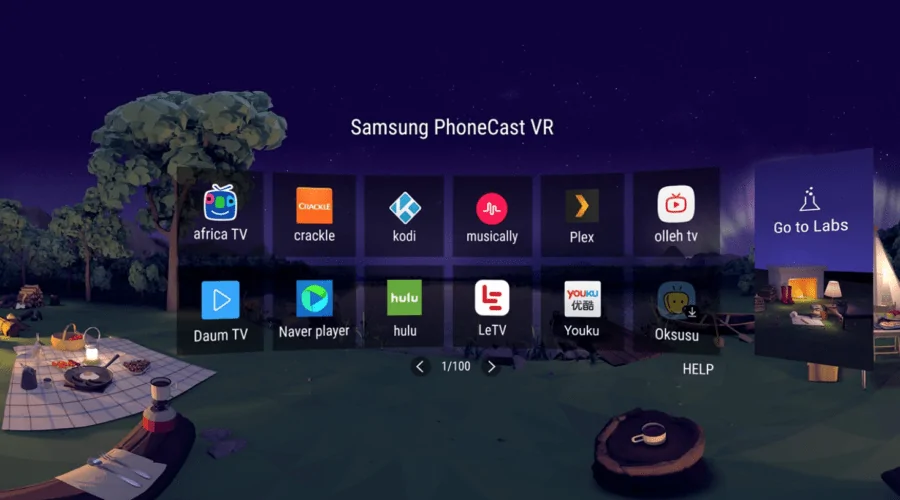 Samsung PhoneCast VR
africa TV
CRACKLE
crackle
kodi
musically
Plex
olleh tv
Go to Labs
Daum TV
Naver player
hulu
hulu
LeTV
YOUKU
优酷
Youku
Oksusu
1/100
HELP